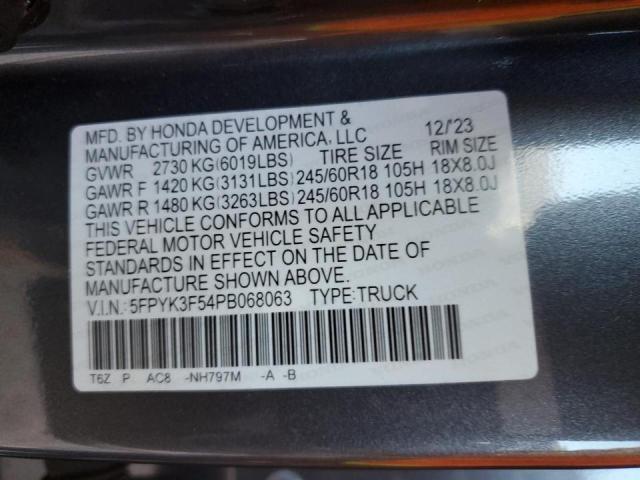 MFD. BY HONDA DEVELOPMENT &
MANUFACTURING OF AMERICA, LLC 12/'23
GVWR 2730 KG(6019LBS) TIRE SIZE RIM SIZE
GAWR F 1420 KG(3131LBS) 245/60R18 105H 18X8.0J
GAWR R 1480 KG(3263LBS) 245/60R18 105H 18X8.0J
THIS VEHICLE CONFORMS TO ALL APPLICABLE
FEDERAL MOTOR VEHICLE SAFETY
STANDARDS IN EFFECT ON THE DATE OF
MANUFACTURE SHOWN ABOVE.
V.I.N.: 5FPYK3F54PB068063 TYPE: TRUCK
T6Z P AC8 -NH797M -A -B